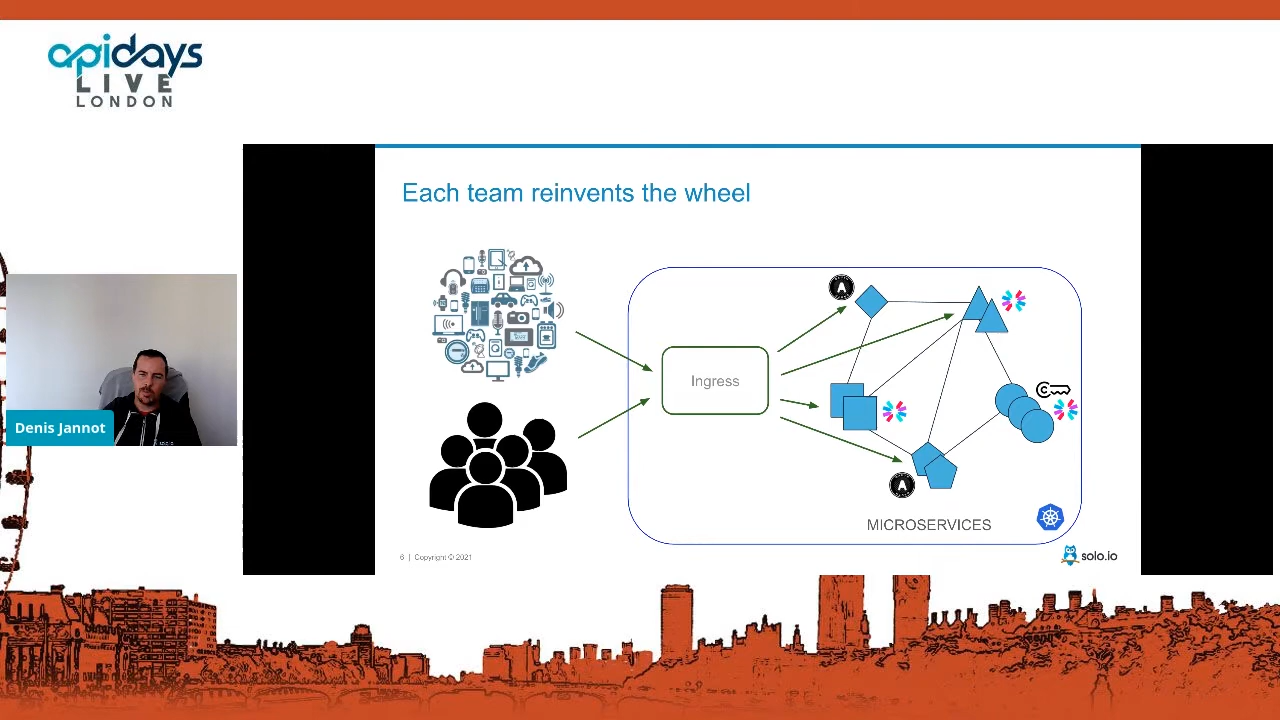 apidays
LIVE
LONDON
Each team reinvents the wheel
Ingress
A
A
C
MICROSERVICES
6 | Copyright © 2021
solo.io
Denis Jannot